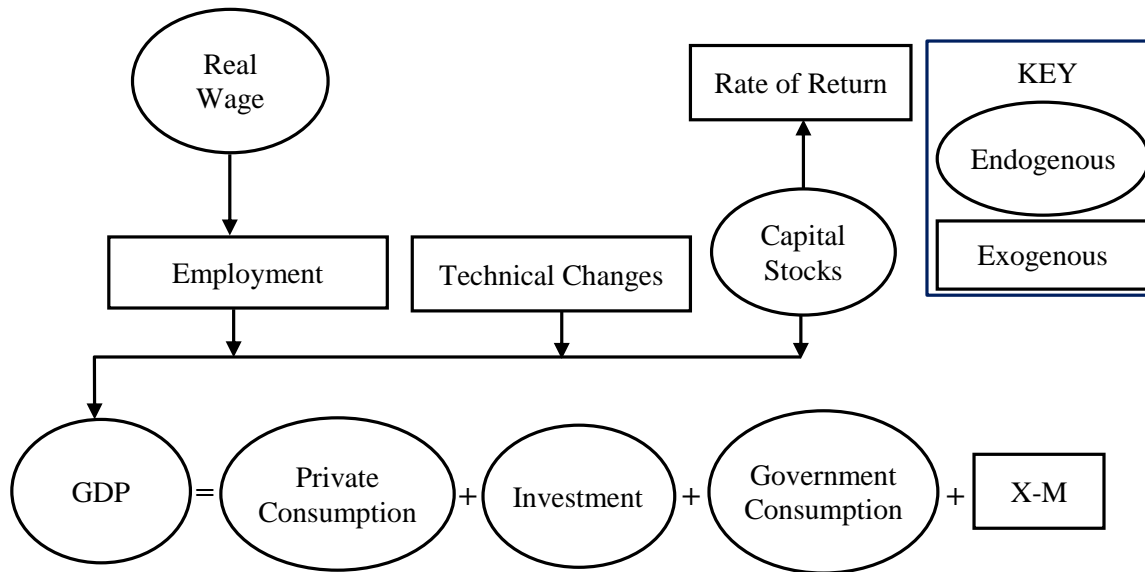 Real
Wage
Rate of Return
KEY
Endogenous
Exogenous
Employment
Technical Changes
Capital
Stocks
GDP
=
Private
Consumption
+
Investment
+
Government
Consumption
+
X-M